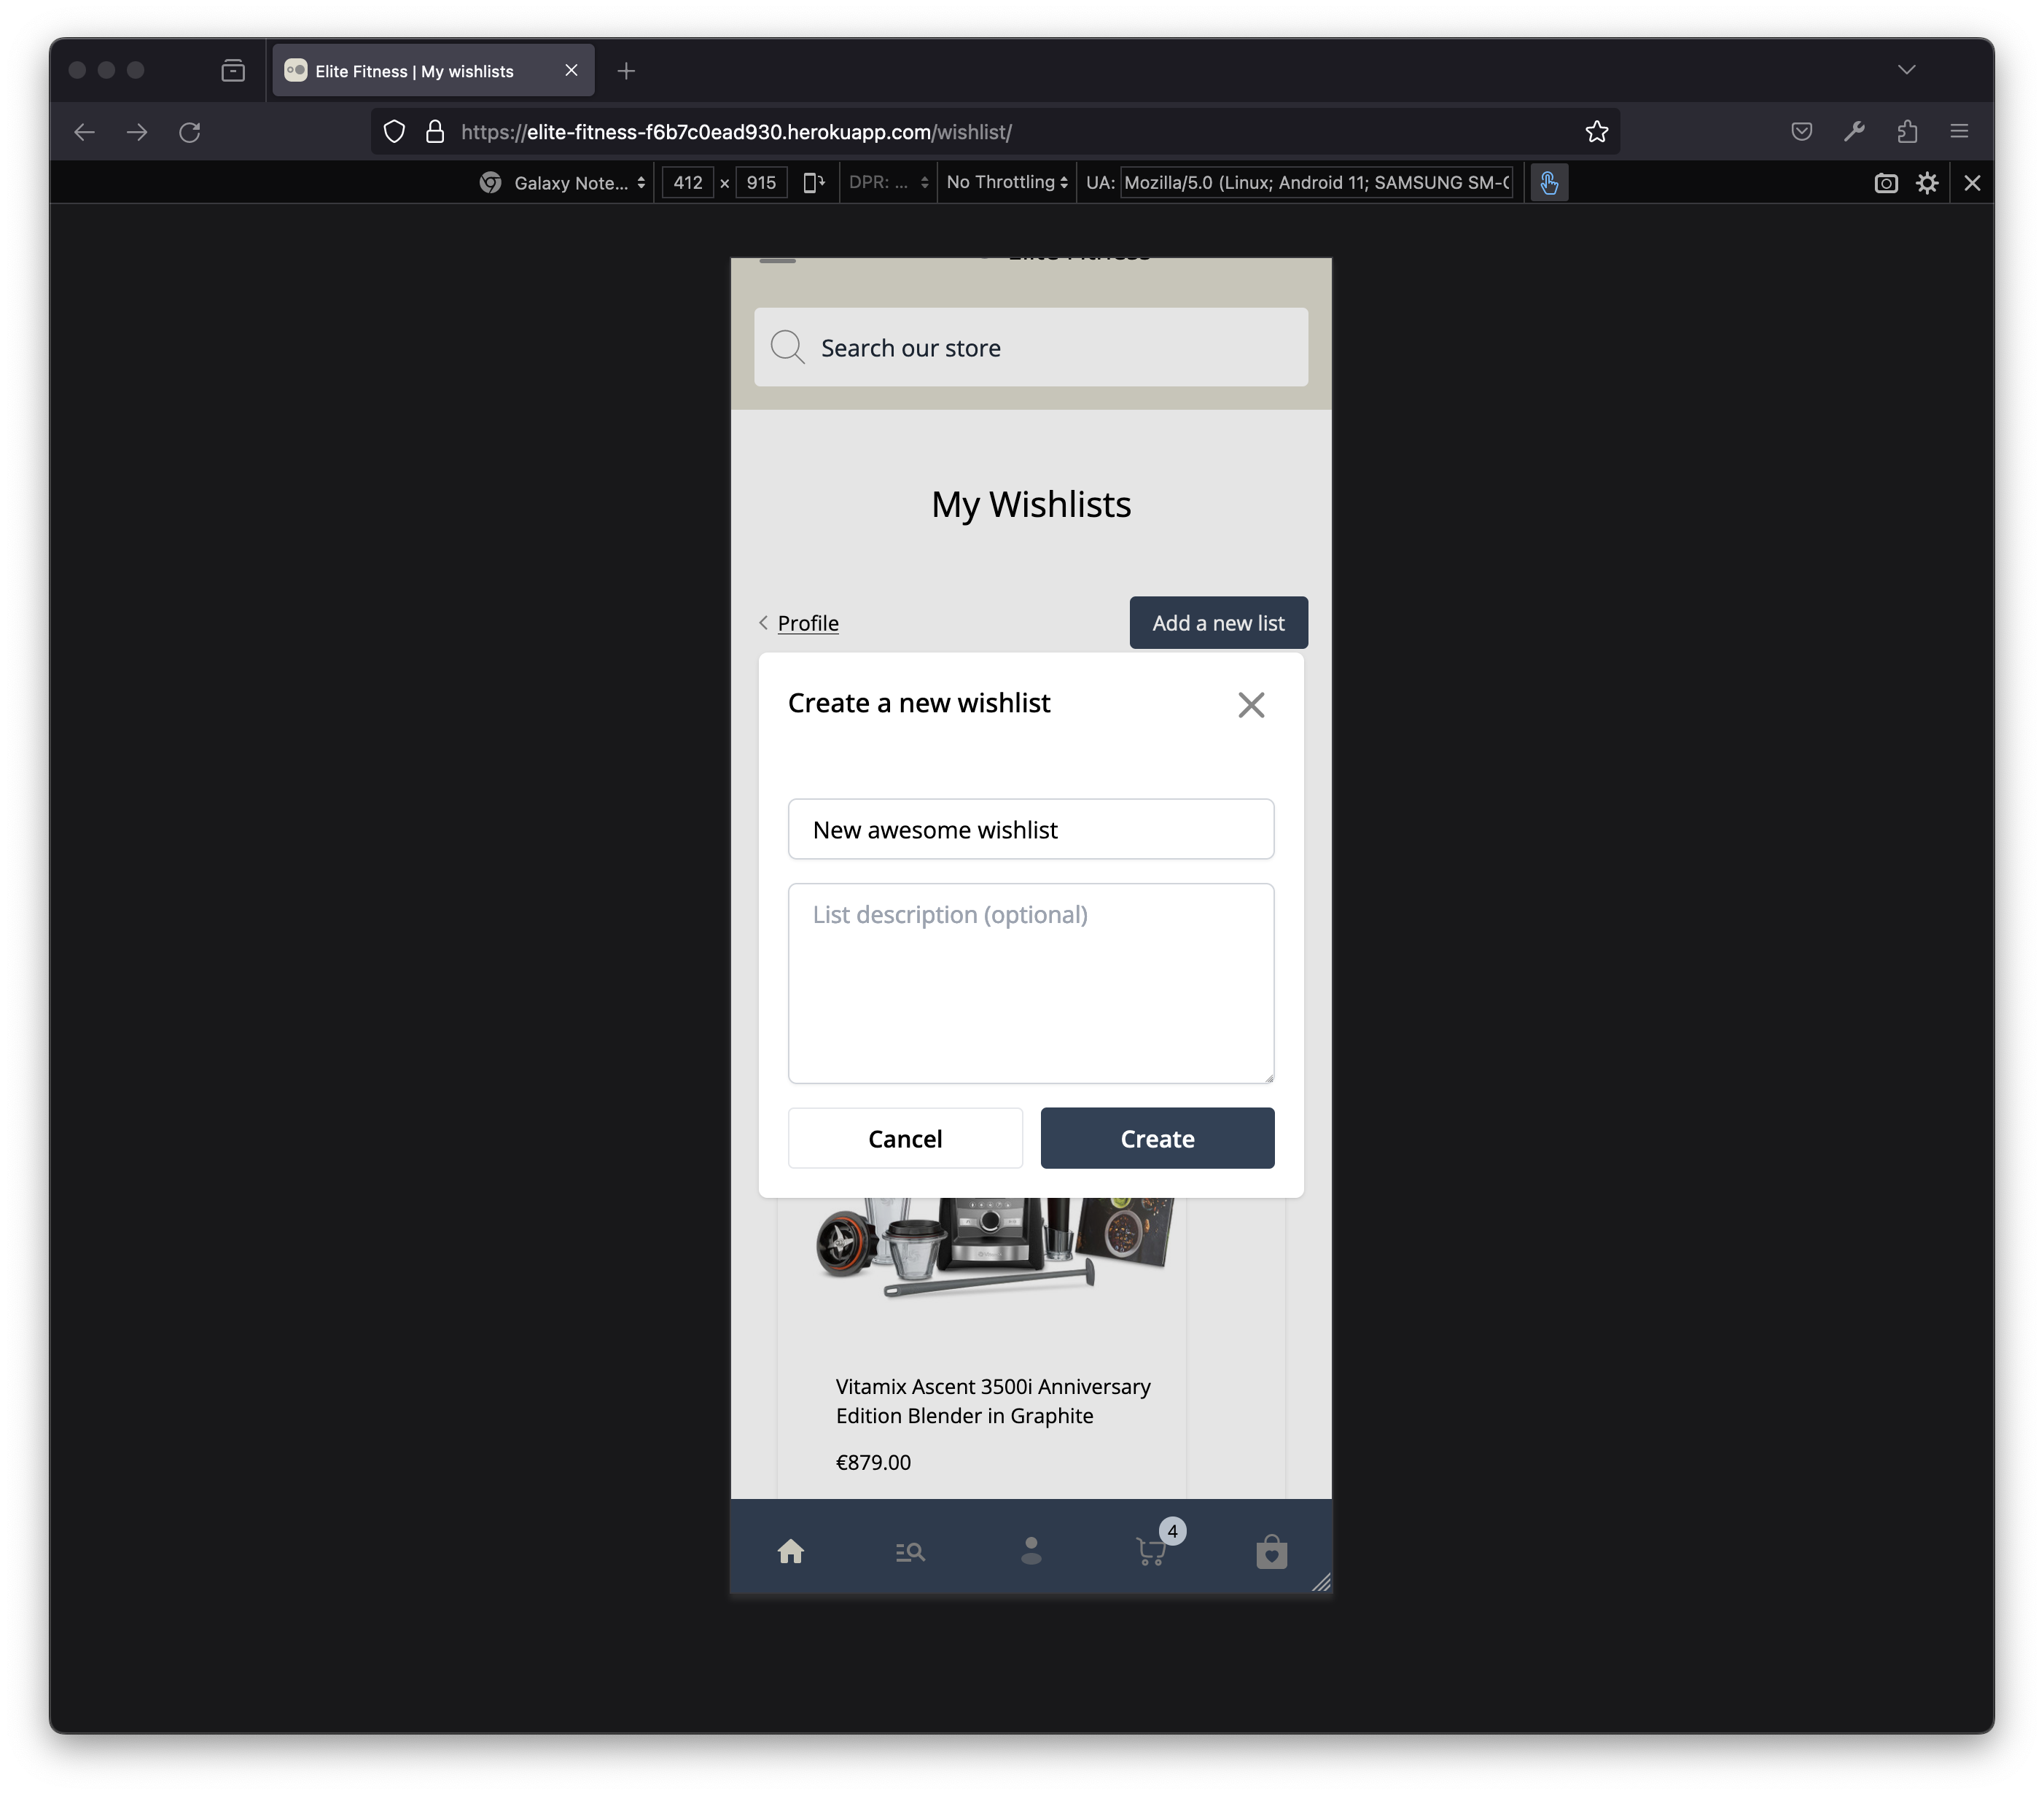 Elite Fitness | My wishlists
https://elite-fitness-f6b7c0ead930.herokuapp.com/wishlist/
Galaxy Note... 412 x 915 DPR: ... No Throttling UA: Mozilla/5.0 (Linux; Android 11; SAMSUNG SM-G
Elite Fitness
Search our store
My Wishlists
Profile
Add a new list
Create a new wishlist
New awesome wishlist
List description (optional)
Cancel
Create
Vitamix Ascent 3500i Anniversary
Edition Blender in Graphite
€879.00
4